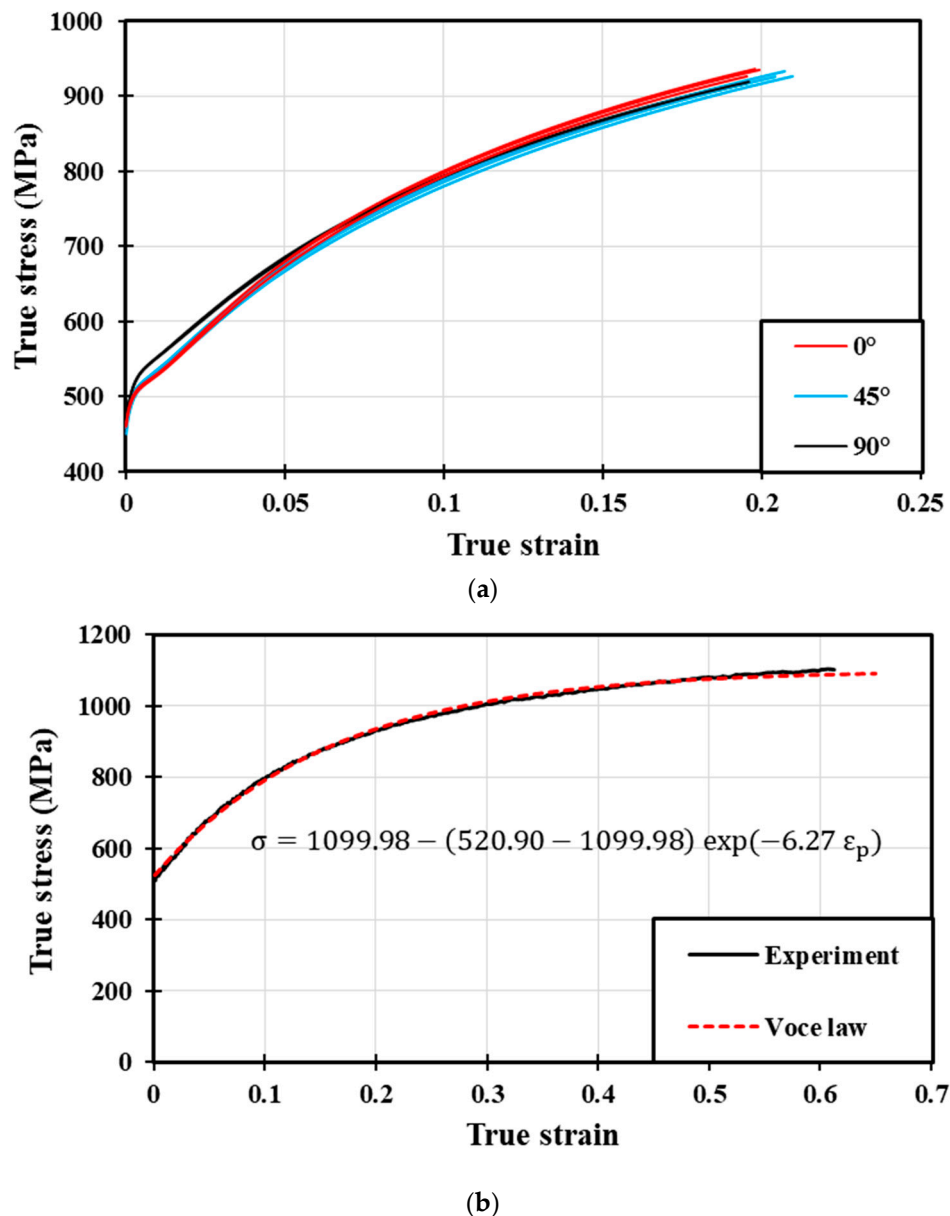 1000
900
800
700
600
500
400
True stress (MPa)
0°
45°
90°
0 0.05 0.1 0.15 0.2 0.25
True strain
(a)
1200
1000
800
600
400
200
0
True stress (MPa)
σ = 1099.98 − (520.90 − 1099.98) exp(−6.27 εp)
Experiment
Voce law
0 0.1 0.2 0.3 0.4 0.5 0.6 0.7
True strain
(b)